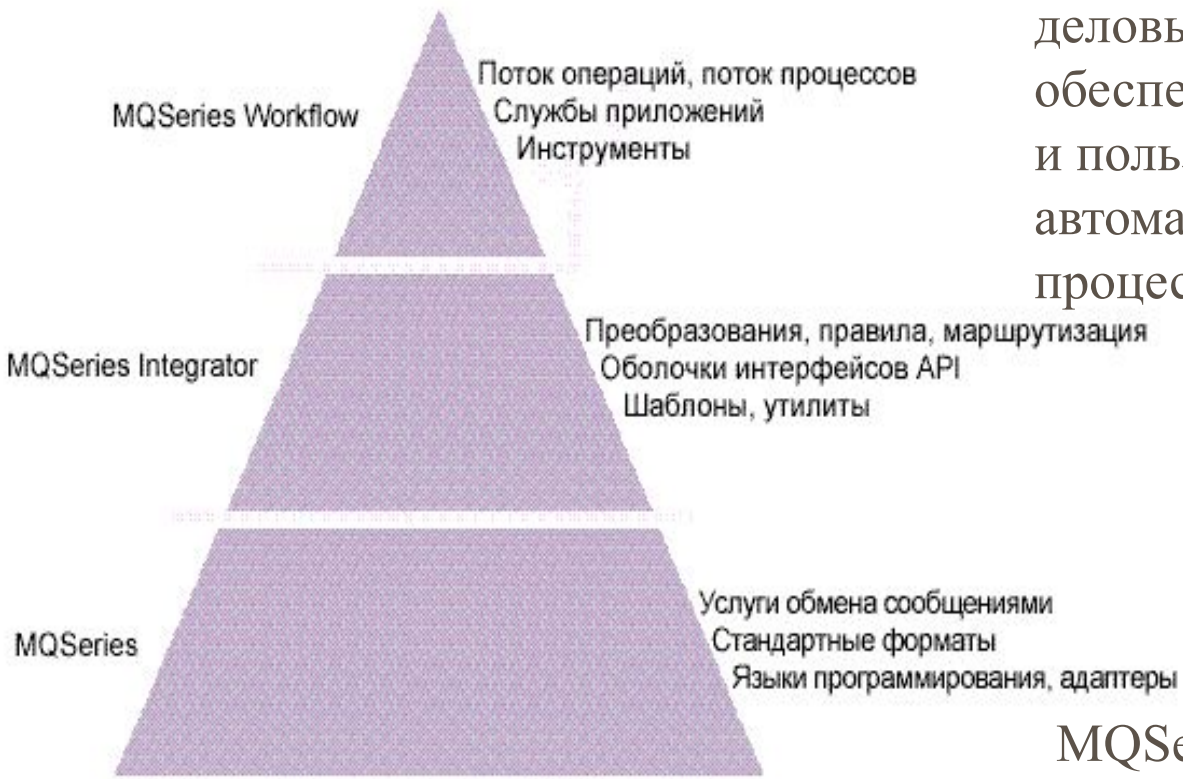 MQSeries Workflow
Поток операций, поток процессов
Службы приложений
Инструменты
MQSeries Integrator
Преобразования, правила, маршрутизация
Оболочки интерфейсов API
Шаблоны, утилиты
MQSeries
Услуги обмена сообщениями
Стандартные форматы
Языки программирования, адаптеры
и